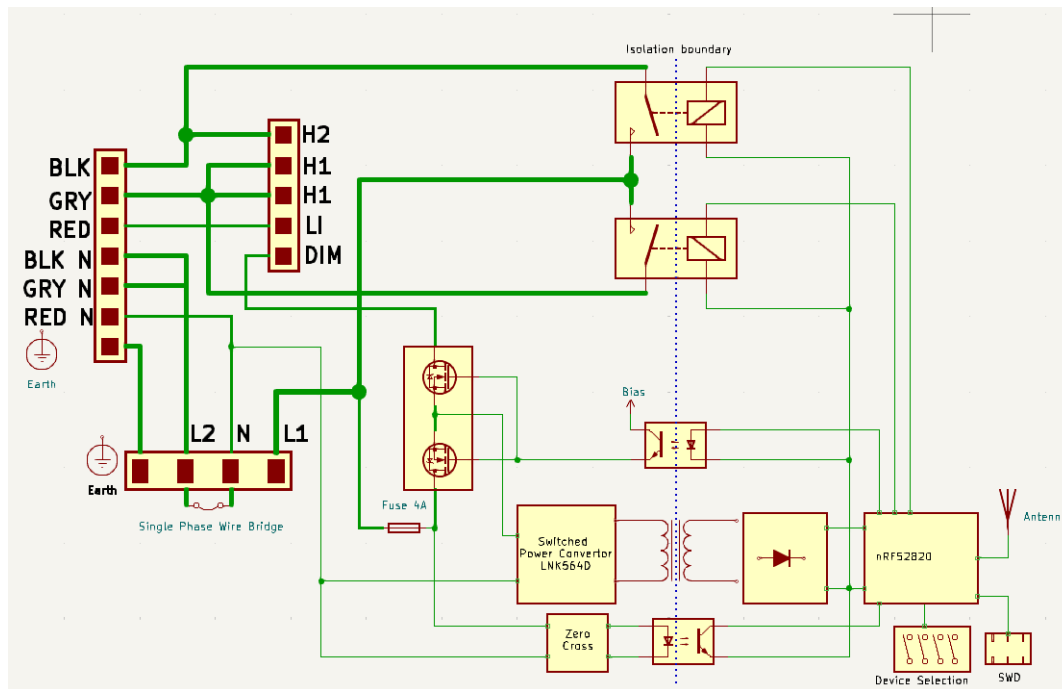 Isolation boundary
H2
BLK
H1
GRY
H1
RED
LI
BLK N
DIM
GRY N
RED N
Earth
Bias
L2
N
L1
Earth
Fuse 4A
Single Phase Wire Bridge
Switched
Power Convertor
LNK564D
nRF52820
Antenn
Zero
Cross
Device Selection
SWD